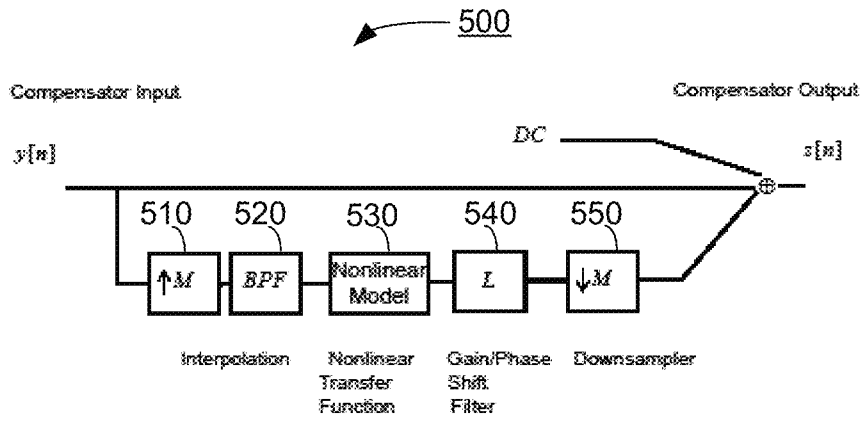 500
Compensator Input
Compensator Output
DC
y[n]
z[n]
510
520
530
540
550
↑M
BPF
Nonlinear
Model
L
↓M
Interpolation
Nonlinear
Transfer
Function
Gain/Phase
Shift
Filter
Downsampler